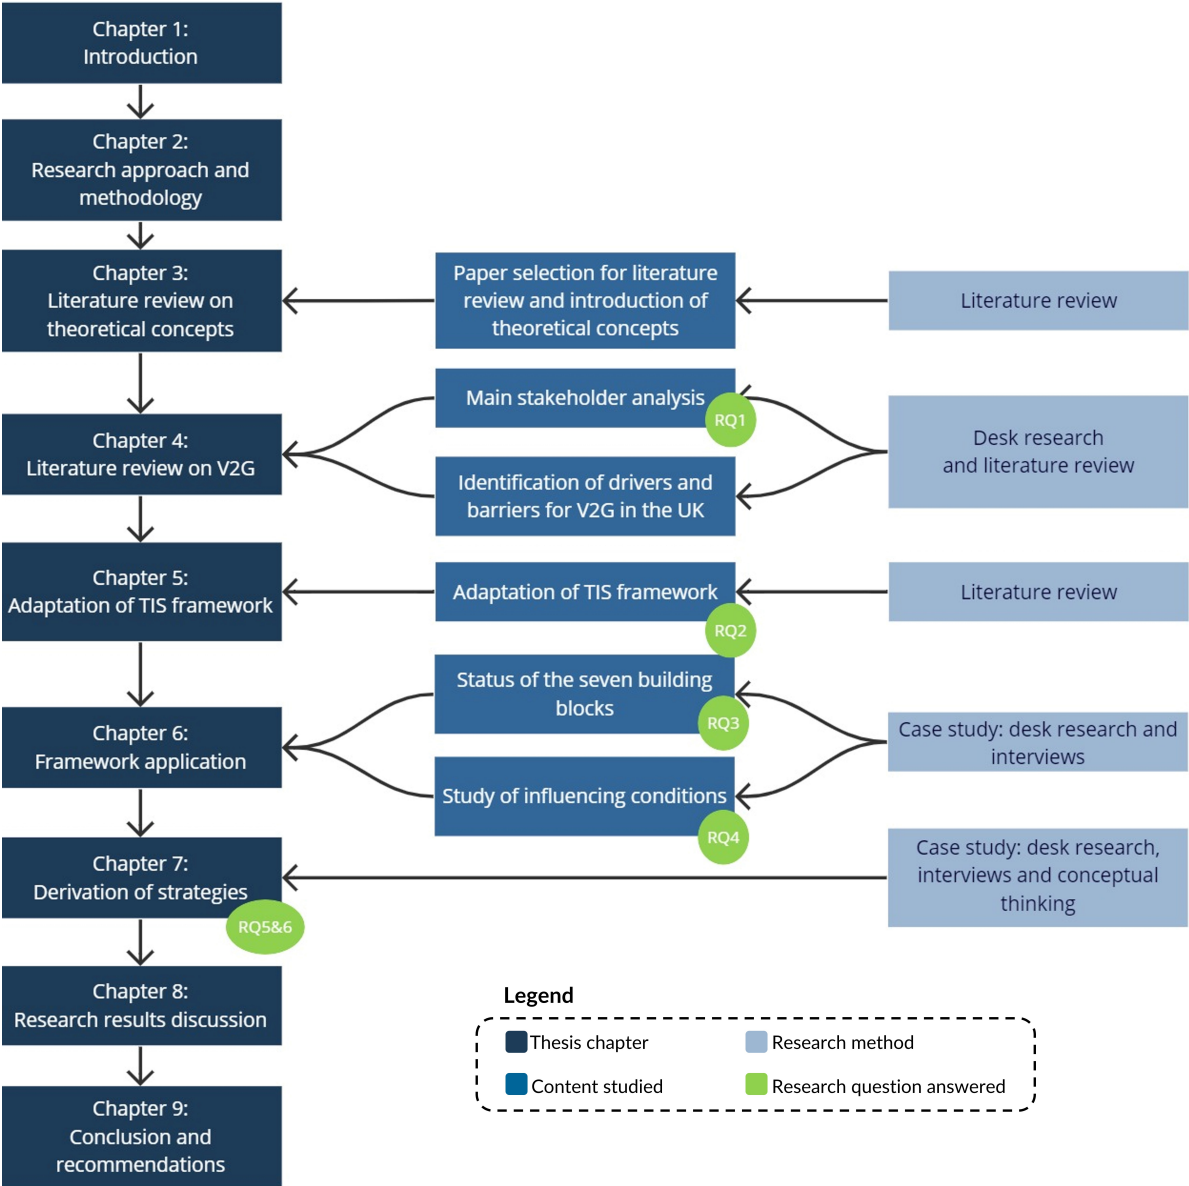 Chapter 1:
Introduction
Chapter 2:
Research approach and
methodology
Chapter 3:
Literature review on
theoretical concepts
Paper selection for literature
review and introduction of
theoretical concepts
Literature review
Chapter 4:
Literature review on V2G
Main stakeholder analysis
RQ1
Identification of drivers and
barriers for V2G in the UK
Desk research
and literature review
Chapter 5:
Adaptation of TIS framework
Adaptation of TIS framework
RQ2
Literature review
Chapter 6:
Framework application
Status of the seven building
blocks
RQ3
Study of influencing conditions
RQ4
Case study: desk research and
interviews
Chapter 7:
Derivation of strategies
RQ5&6
Case study: desk research,
interviews and conceptual
thinking
Chapter 8:
Research results discussion
Chapter 9:
Conclusion and
recommendations
Legend
Thesis chapter
Research method
Content studied
Research question answered